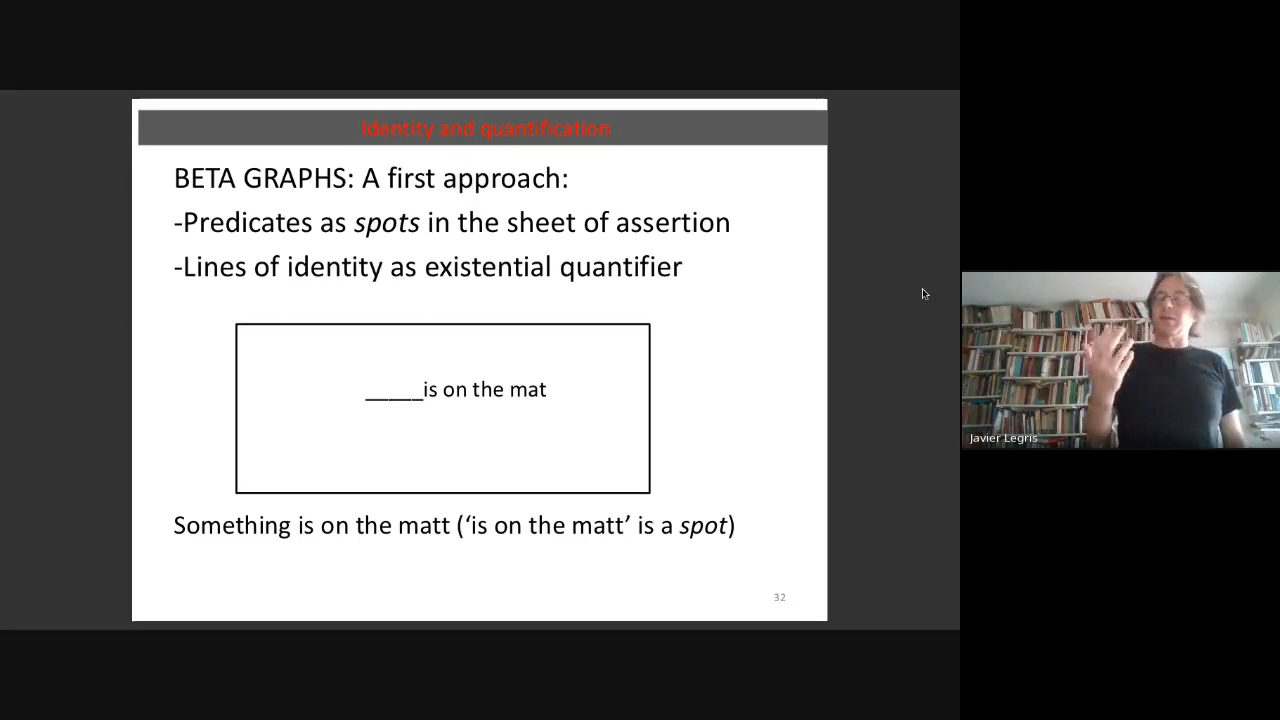 Identity and quantification
BETA GRAPHS: A first approach:
-Predicates as spots in the sheet of assertion
-Lines of identity as existential quantifier
_____is on the mat
Something is on the matt (‘is on the matt’ is a spot)
32
Javier Legris